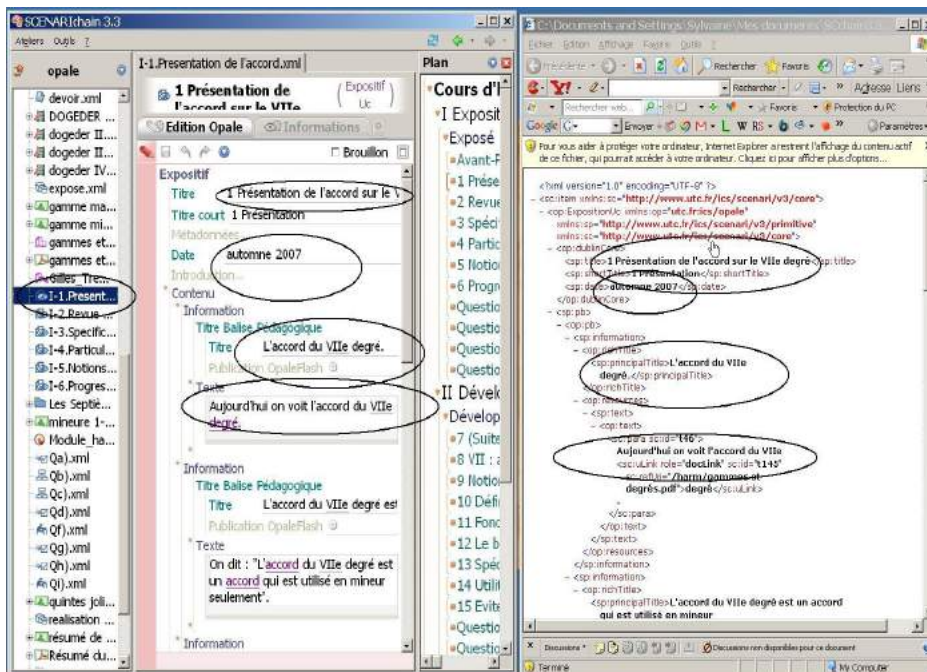 SCENARIchain 3.3
Ateliers Outils ?
opale
devoir.xml
DOGEDER ...
dogeder II....
dogeder II...
dogeder IV...
expose.xml
gamme ma...
gamme mi...
gammes et...
gammes et...
Gilles_Tre...
I-1.Present...
I-2.Revue ...
I-3.Specific...
I-4.Particul...
I-5.Notions...
I-6.Progres...
Les Septiè...
mineure 1-...
Module_ha...
Qa).xml
Qb).xml
Qc).xml
Qd).xml
Qf).xml
Qg).xml
Qh).xml
Qi).xml
quintes joli...
realisation ...
résumé de ...
Résumé du...
I-1.Presentation de l'accord.xml
1 Présentation de
l'accord sur le VIIe
Expositif
Uc
Edition Opale
Informations
Brouillon
Expositif
Titre 1 Présentation de l'accord sur le V
Titre court 1 Présentation
Métadonnées
Date automne 2007
Introduction...
Contenu
Information
Titre Balise Pédagogique
Titre L'accord du VIIe degré.
Publication OpaleFlash
Texte
Aujourd'hui on voit l'accord du VIIe
degré.
Information
Titre Balise Pédagogique
Titre L'accord du VIIe degré est
Publication OpaleFlash
Texte
On dit : "L'accord du VIIe degré est
un accord qui est utilisé en mineur
seulement".
Information
Plan
Cours d'l
I Exposit
Exposé
Avant-P
1 Prése
2 Revue
3 Spéci
4 Partic
5 Notio
6 Progr
Questio
Questio
Questio
Questio
II Dévelo
Dévelop
7 (Suite
8 VII : a
9 Notio
10 Défi
11 Fonc
12 Le b
13 Spéc
14 Utilit
15 Evite
Questio
Questio
C:\Documents and Settings\Sylvaine\Mes documents\
Fichier Edition Affichage Favoris Outils ?
Précédente Rechercher Favoris
Y! Rechercher Adresse Liens
Rechercher web... Favoris Protection du PC
Google G Envoyer M L W RS Paramètres
Pour vous aider à protéger votre ordinateur, Internet Explorer a restreint l'affichage du contenu actif
de ce fichier, qui pourrait accéder à votre ordinateur. Cliquez ici pour afficher plus d'options...
<?xml version="1.0" encoding="UTF-8" ?>
- <sc:item xmlns:sc="http://www.utc.fr/ics/scenari/v3/core">
- <op:ExpositionUc xmlns:op="utc.fr:ics/opale"
xmlns:sp="http://www.utc.fr/ics/scenari/v3/primitive"
xmlns:sc="http://www.utc.fr/ics/scenari/v3/core">
- <op:dublinCore>
<sp:title>1 Présentation de l'accord sur le VIIe degré</sp:title>
<sp:shortTitle>1 Présentation</sp:shortTitle>
<sp:date>automne 2007</sp:date>
</op:dublinCore>
- <sp:pb>
- <op:pb>
- <sp:information>
- <op:richTitle>
<sp:principalTitle>L'accord du VIIe
degré.</sp:principalTitle>
</op:richTitle>
- <op:resources>
- <sp:text>
- <op:text>
- <sc:para sc:id="t46">
Aujourd'hui on voit l'accord du VIIe
<sc:uLink role="docLink" sc:id="t145"
sc:refUri="/harm/gammes et
degrés.pdf">degré</sc:uLink>
.
</sc:para>
</op:text>
</sp:text>
</op:resources>
</sp:information>
- <sp:information>
- <op:richTitle>
<sp:principalTitle>L'accord du VIIe degré est un accord
qui est utilisé en mineur
Discussions Discussions non disponibles pour ce document
Terminé My Computer